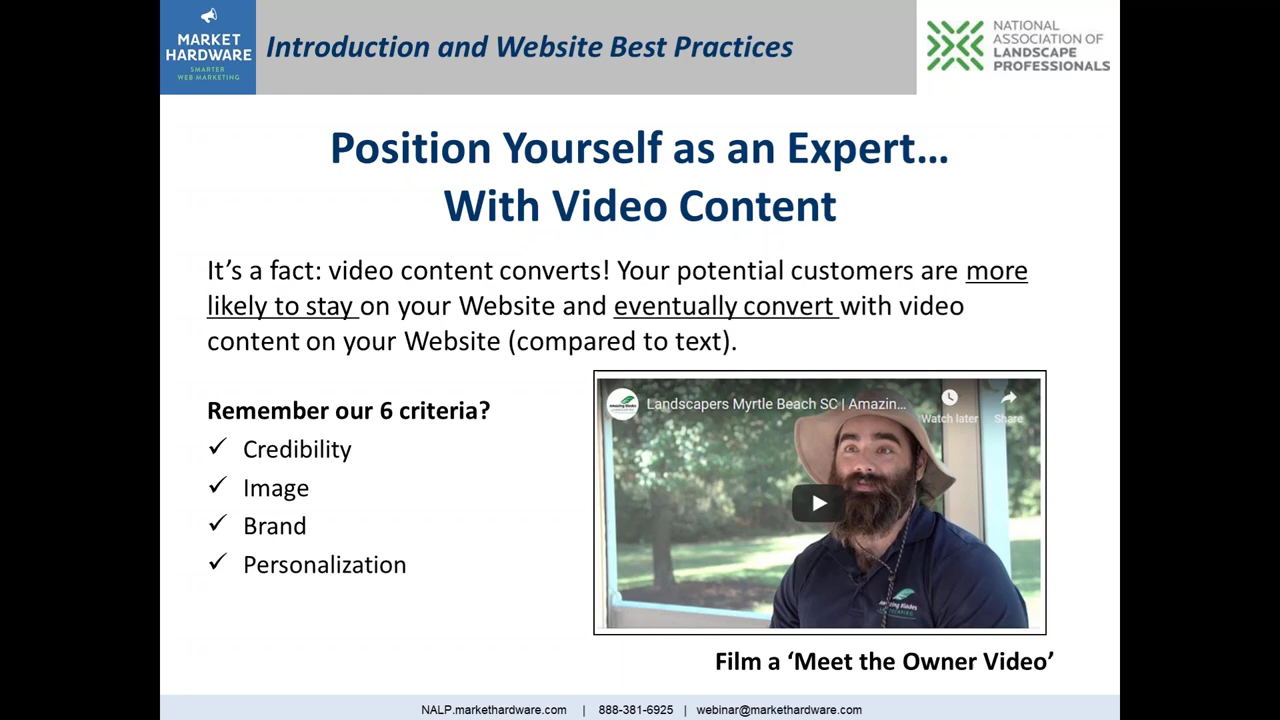 MARKET
HARDWARE
SMARTER
WEB MARKETING
Introduction and Website Best Practices
NATIONAL
ASSOCIATION OF
LANDSCAPE
PROFESSIONALS
Position Yourself as an Expert…
With Video Content
It’s a fact: video content converts! Your potential customers are more
likely to stay on your Website and eventually convert with video
content on your Website (compared to text).
Remember our 6 criteria?
✓ Credibility
✓ Image
✓ Brand
✓ Personalization
Landscapers Myrtle Beach SC | Amazin...
Watch later
Share
Amazing Blades
Film a ‘Meet the Owner Video’
NALP.markethardware.com | 888-381-6925 | webinar@markethardware.com